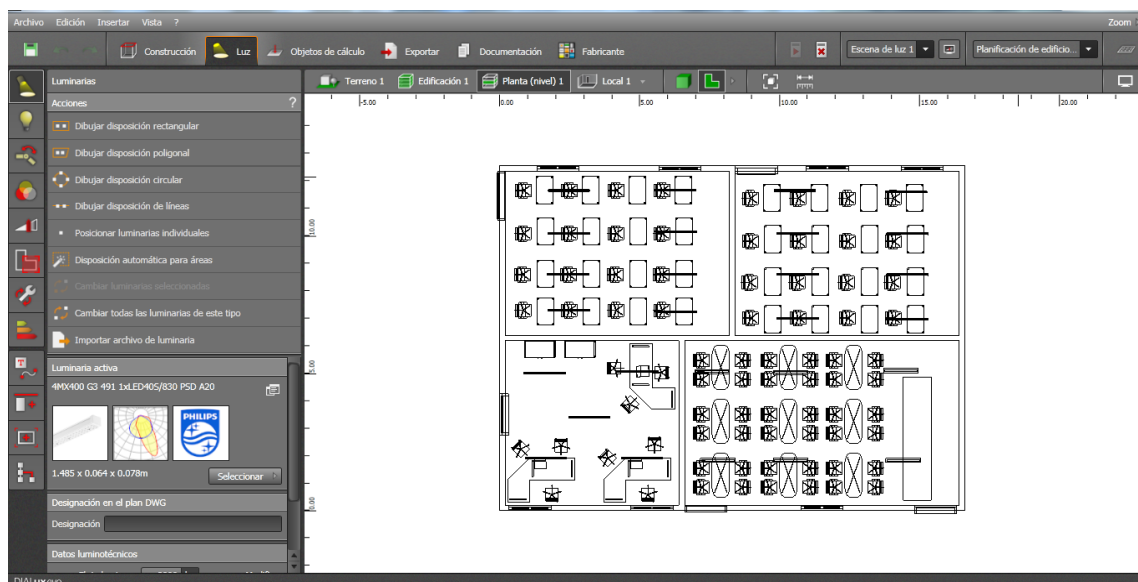 Archivo Edición Insertar Vista ? Zoom
Construcción Luz Objetos de cálculo Exportar Documentación Fabricante Escena de luz 1 Planificación de edificio...
Luminarias
Terreno 1 Edificación 1 Planta (nivel) 1 Local 1
Acciones ?
-5.00 0.00 5.00 10.00 15.00 20.00
Dibujar disposición rectangular
Dibujar disposición poligonal
Dibujar disposición circular
Dibujar disposición de líneas
Posicionar luminarias individuales
10.00
Disposición automática para áreas
Cambiar luminarias seleccionadas
Cambiar todas las luminarias de este tipo
Importar archivo de luminaria
Luminaria activa
5.00
4MX400 G3 491 1xLED40S/830 PSD A20
PHILIPS
1.485 x 0.064 x 0.078m
Seleccionar
Designación en el plan DWG
0.00
Designación
Datos luminotécnicos